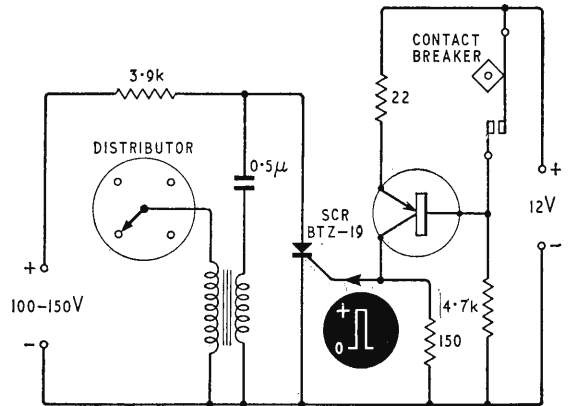 3·9k
CONTACT
BREAKER
22
DISTRIBUTOR
0·5μ
SCR
BTZ-19
+
12V
-
+
100-150V
-
+
0
4·7k
150